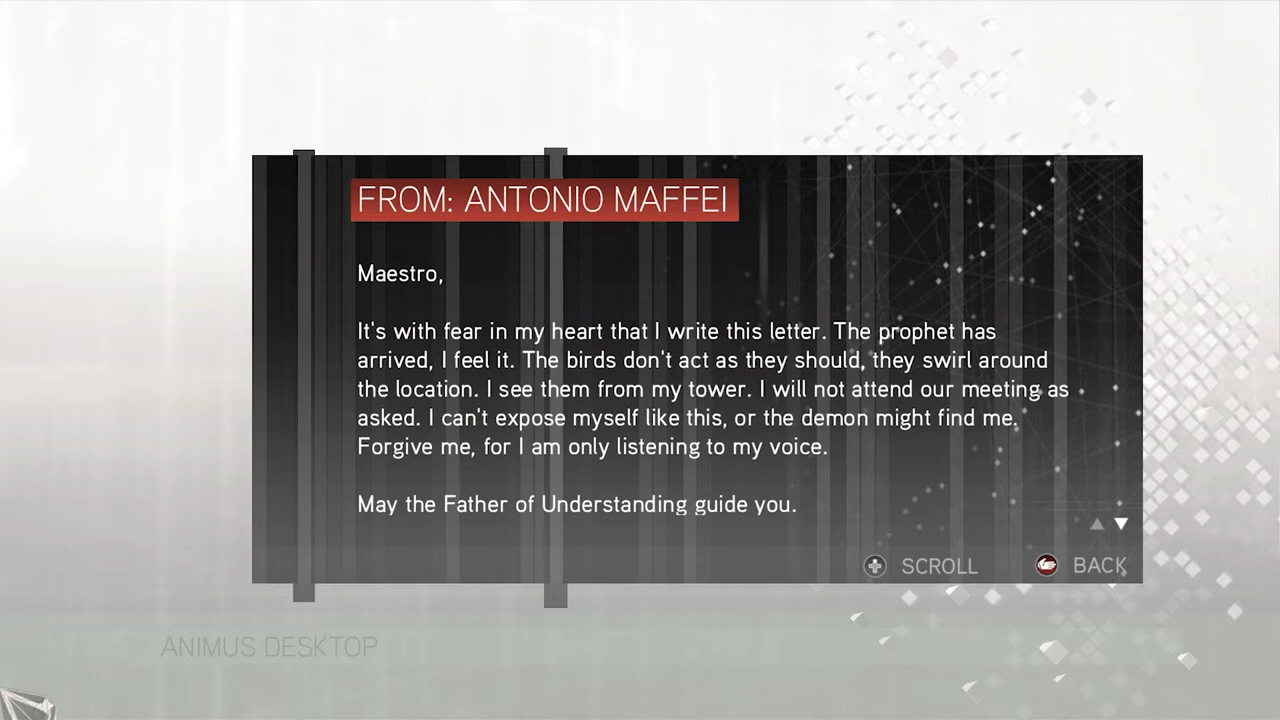 FROM: ANTONIO MAFFEI
Maestro,
It's with fear in my heart that I write this letter. The prophet has
arrived, I feel it. The birds don't act as they should, they swirl around
the location. I see them from my tower. I will not attend our meeting as
asked. I can't expose myself like this, or the demon might find me.
Forgive me, for I am only listening to my voice.
May the Father of Understanding guide you.
SCROLL BACK
ANIMUS DESKTOP